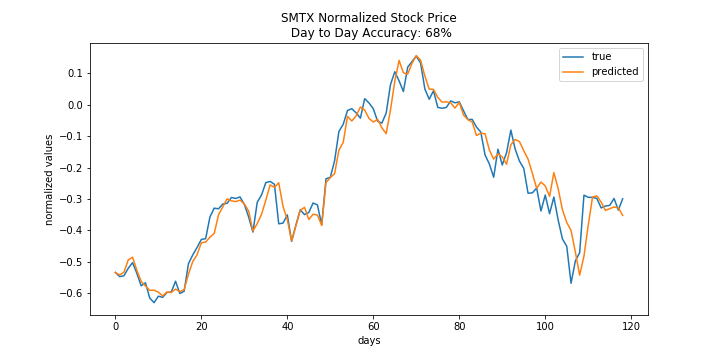 SMTX Normalized Stock Price
Day to Day Accuracy: 68%
true
predicted
normalized values
0.1
0.0
−0.1
−0.2
−0.3
−0.4
−0.5
−0.6
0 20 40 60 80 100 120
days